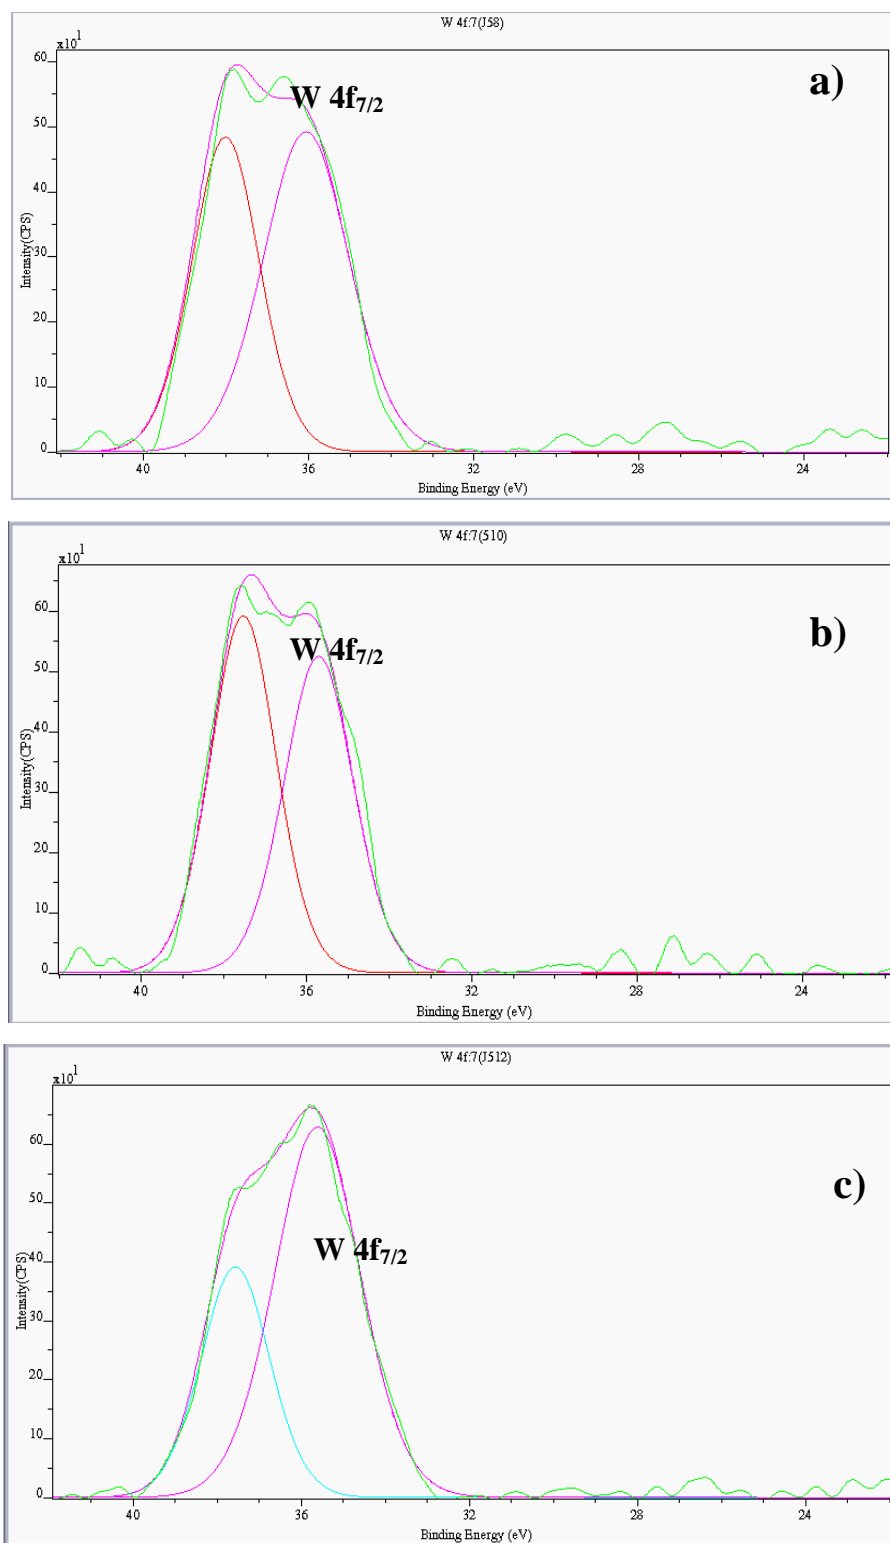 W 4f:7(J58)
x10¹
a)
W 4f7/2
60
50
40
30
20
10
0
Intensity(CPS)
40 36 32 28 24
Binding Energy (eV)
W 4f:7(510)
x10¹
b)
W 4f7/2
60
50
40
30
20
10
0
Intensity(CPS)
40 36 32 28 24
Binding Energy (eV)
W 4f:7(J512)
x10¹
c)
W 4f7/2
60
50
40
30
20
10
0
Intensity(CPS)
40 36 32 28 24
Binding Energy (eV)